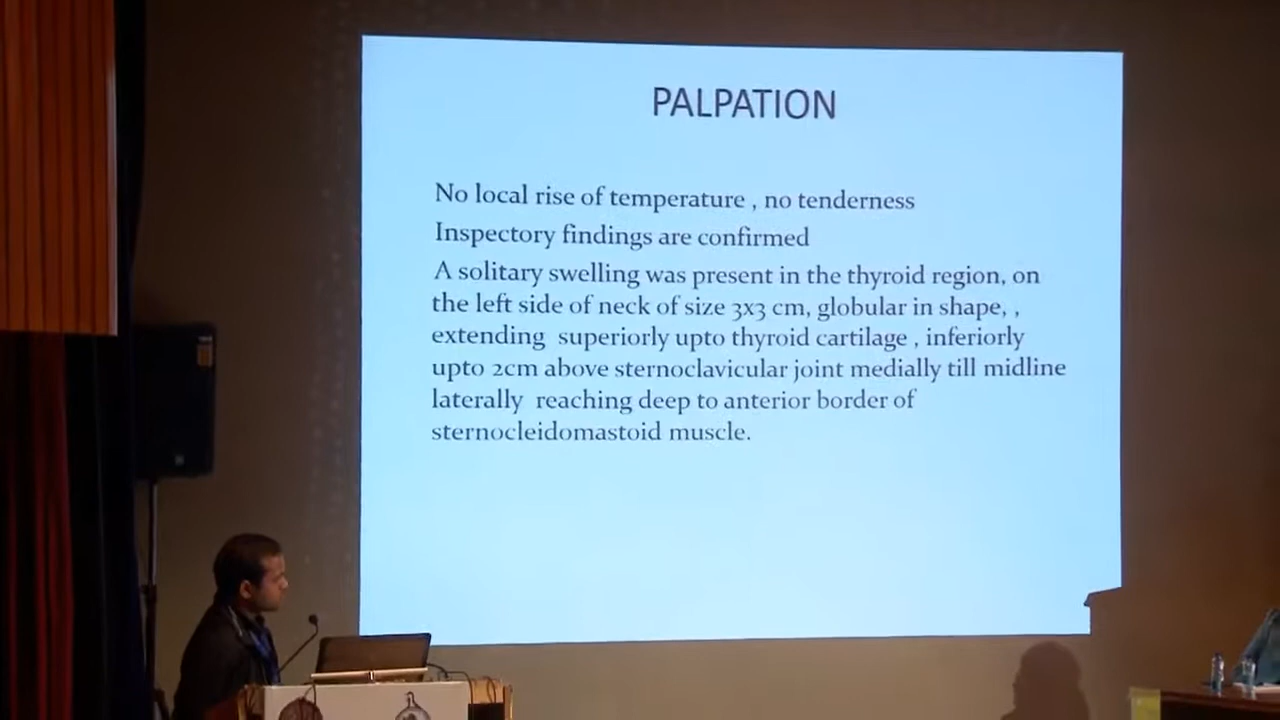 PALPATION
No local rise of temperature , no tenderness
Inspectory findings are confirmed
A solitary swelling was present in the thyroid region, on
the left side of neck of size 3x3 cm, globular in shape, ,
extending superiorly upto thyroid cartilage , inferiorly
upto 2cm above sternoclavicular joint medially till midline
laterally reaching deep to anterior border of
sternocleidomastoid muscle.